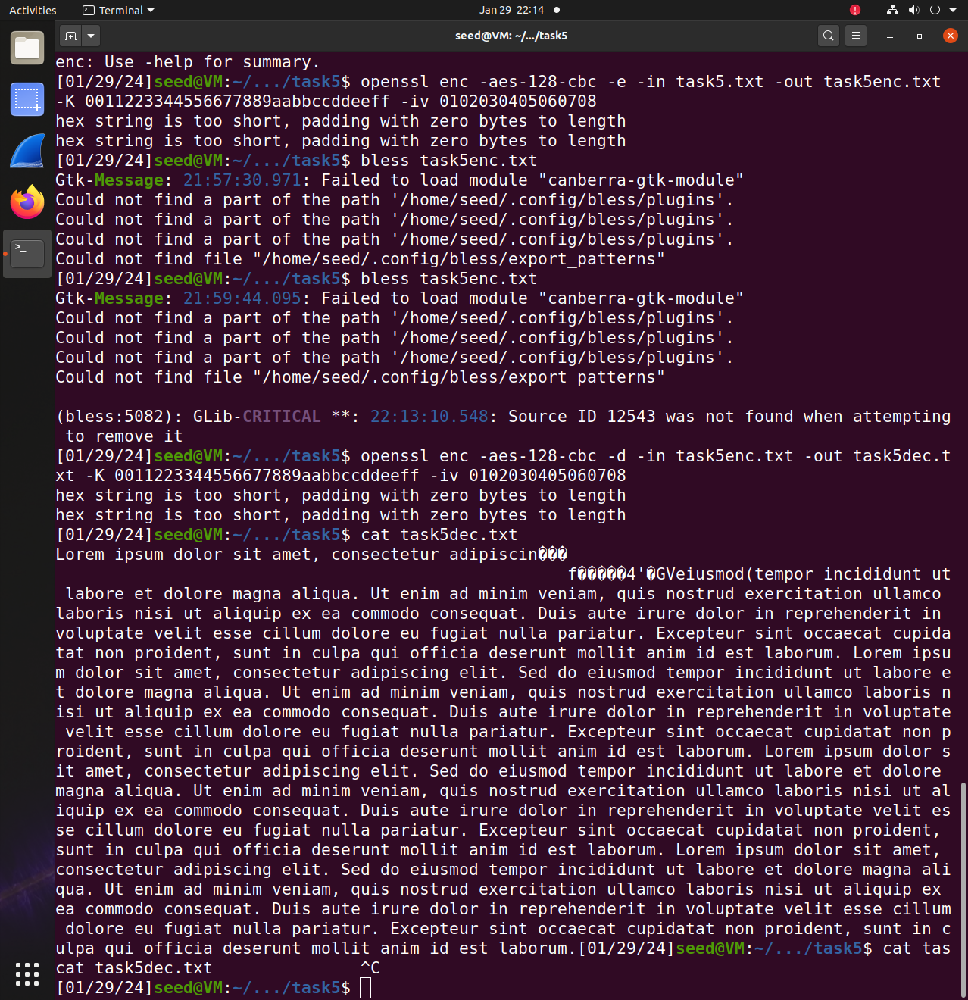 Activities Terminal Jan 29 22:14
seed@VM: ~/.../task5
enc: Use -help for summary.
[01/29/24]seed@VM:~/.../task5$ openssl enc -aes-128-cbc -e -in task5.txt -out task5enc.txt
-K 0011223344556677889aabbccddeeff -iv 0102030405060708
hex string is too short, padding with zero bytes to length
hex string is too short, padding with zero bytes to length
[01/29/24]seed@VM:~/.../task5$ bless task5enc.txt
Gtk-Message: 21:57:30.971: Failed to load module "canberra-gtk-module"
Could not find a part of the path '/home/seed/.config/bless/plugins'.
Could not find a part of the path '/home/seed/.config/bless/plugins'.
Could not find a part of the path '/home/seed/.config/bless/plugins'.
Could not find file "/home/seed/.config/bless/export_patterns"
[01/29/24]seed@VM:~/.../task5$ bless task5enc.txt
Gtk-Message: 21:59:44.095: Failed to load module "canberra-gtk-module"
Could not find a part of the path '/home/seed/.config/bless/plugins'.
Could not find a part of the path '/home/seed/.config/bless/plugins'.
Could not find a part of the path '/home/seed/.config/bless/plugins'.
Could not find file "/home/seed/.config/bless/export_patterns"
(bless:5082): GLib-CRITICAL **: 22:13:10.548: Source ID 12543 was not found when attempting
to remove it
[01/29/24]seed@VM:~/.../task5$ openssl enc -aes-128-cbc -d -in task5enc.txt -out task5dec.t
xt -K 0011223344556677889aabbccddeeff -iv 0102030405060708
hex string is too short, padding with zero bytes to length
hex string is too short, padding with zero bytes to length
[01/29/24]seed@VM:~/.../task5$ cat task5dec.txt
Lorem ipsum dolor sit amet, consectetur adipiscin���
f�����4'�GVeiusmod(tempor incididunt ut
labore et dolore magna aliqua. Ut enim ad minim veniam, quis nostrud exercitation ullamco
laboris nisi ut aliquip ex ea commodo consequat. Duis aute irure dolor in reprehenderit in
voluptate velit esse cillum dolore eu fugiat nulla pariatur. Excepteur sint occaecat cupida
tat non proident, sunt in culpa qui officia deserunt mollit anim id est laborum. Lorem ipsu
m dolor sit amet, consectetur adipiscing elit. Sed do eiusmod tempor incididunt ut labore e
t dolore magna aliqua. Ut enim ad minim veniam, quis nostrud exercitation ullamco laboris n
isi ut aliquip ex ea commodo consequat. Duis aute irure dolor in reprehenderit in voluptate
velit esse cillum dolore eu fugiat nulla pariatur. Excepteur sint occaecat cupidatat non p
roident, sunt in culpa qui officia deserunt mollit anim id est laborum. Lorem ipsum dolor s
it amet, consectetur adipiscing elit. Sed do eiusmod tempor incididunt ut labore et dolore
magna aliqua. Ut enim ad minim veniam, quis nostrud exercitation ullamco laboris nisi ut al
iquip ex ea commodo consequat. Duis aute irure dolor in reprehenderit in voluptate velit es
se cillum dolore eu fugiat nulla pariatur. Excepteur sint occaecat cupidatat non proident,
sunt in culpa qui officia deserunt mollit anim id est laborum. Lorem ipsum dolor sit amet,
consectetur adipiscing elit. Sed do eiusmod tempor incididunt ut labore et dolore magna ali
qua. Ut enim ad minim veniam, quis nostrud exercitation ullamco laboris nisi ut aliquip ex
ea commodo consequat. Duis aute irure dolor in reprehenderit in voluptate velit esse cillum
dolore eu fugiat nulla pariatur. Excepteur sint occaecat cupidatat non proident, sunt in c
ulpa qui officia deserunt mollit anim id est laborum.[01/29/24]seed@VM:~/.../task5$ cat tas
cat task5dec.txt ^C
[01/29/24]seed@VM:~/.../task5$